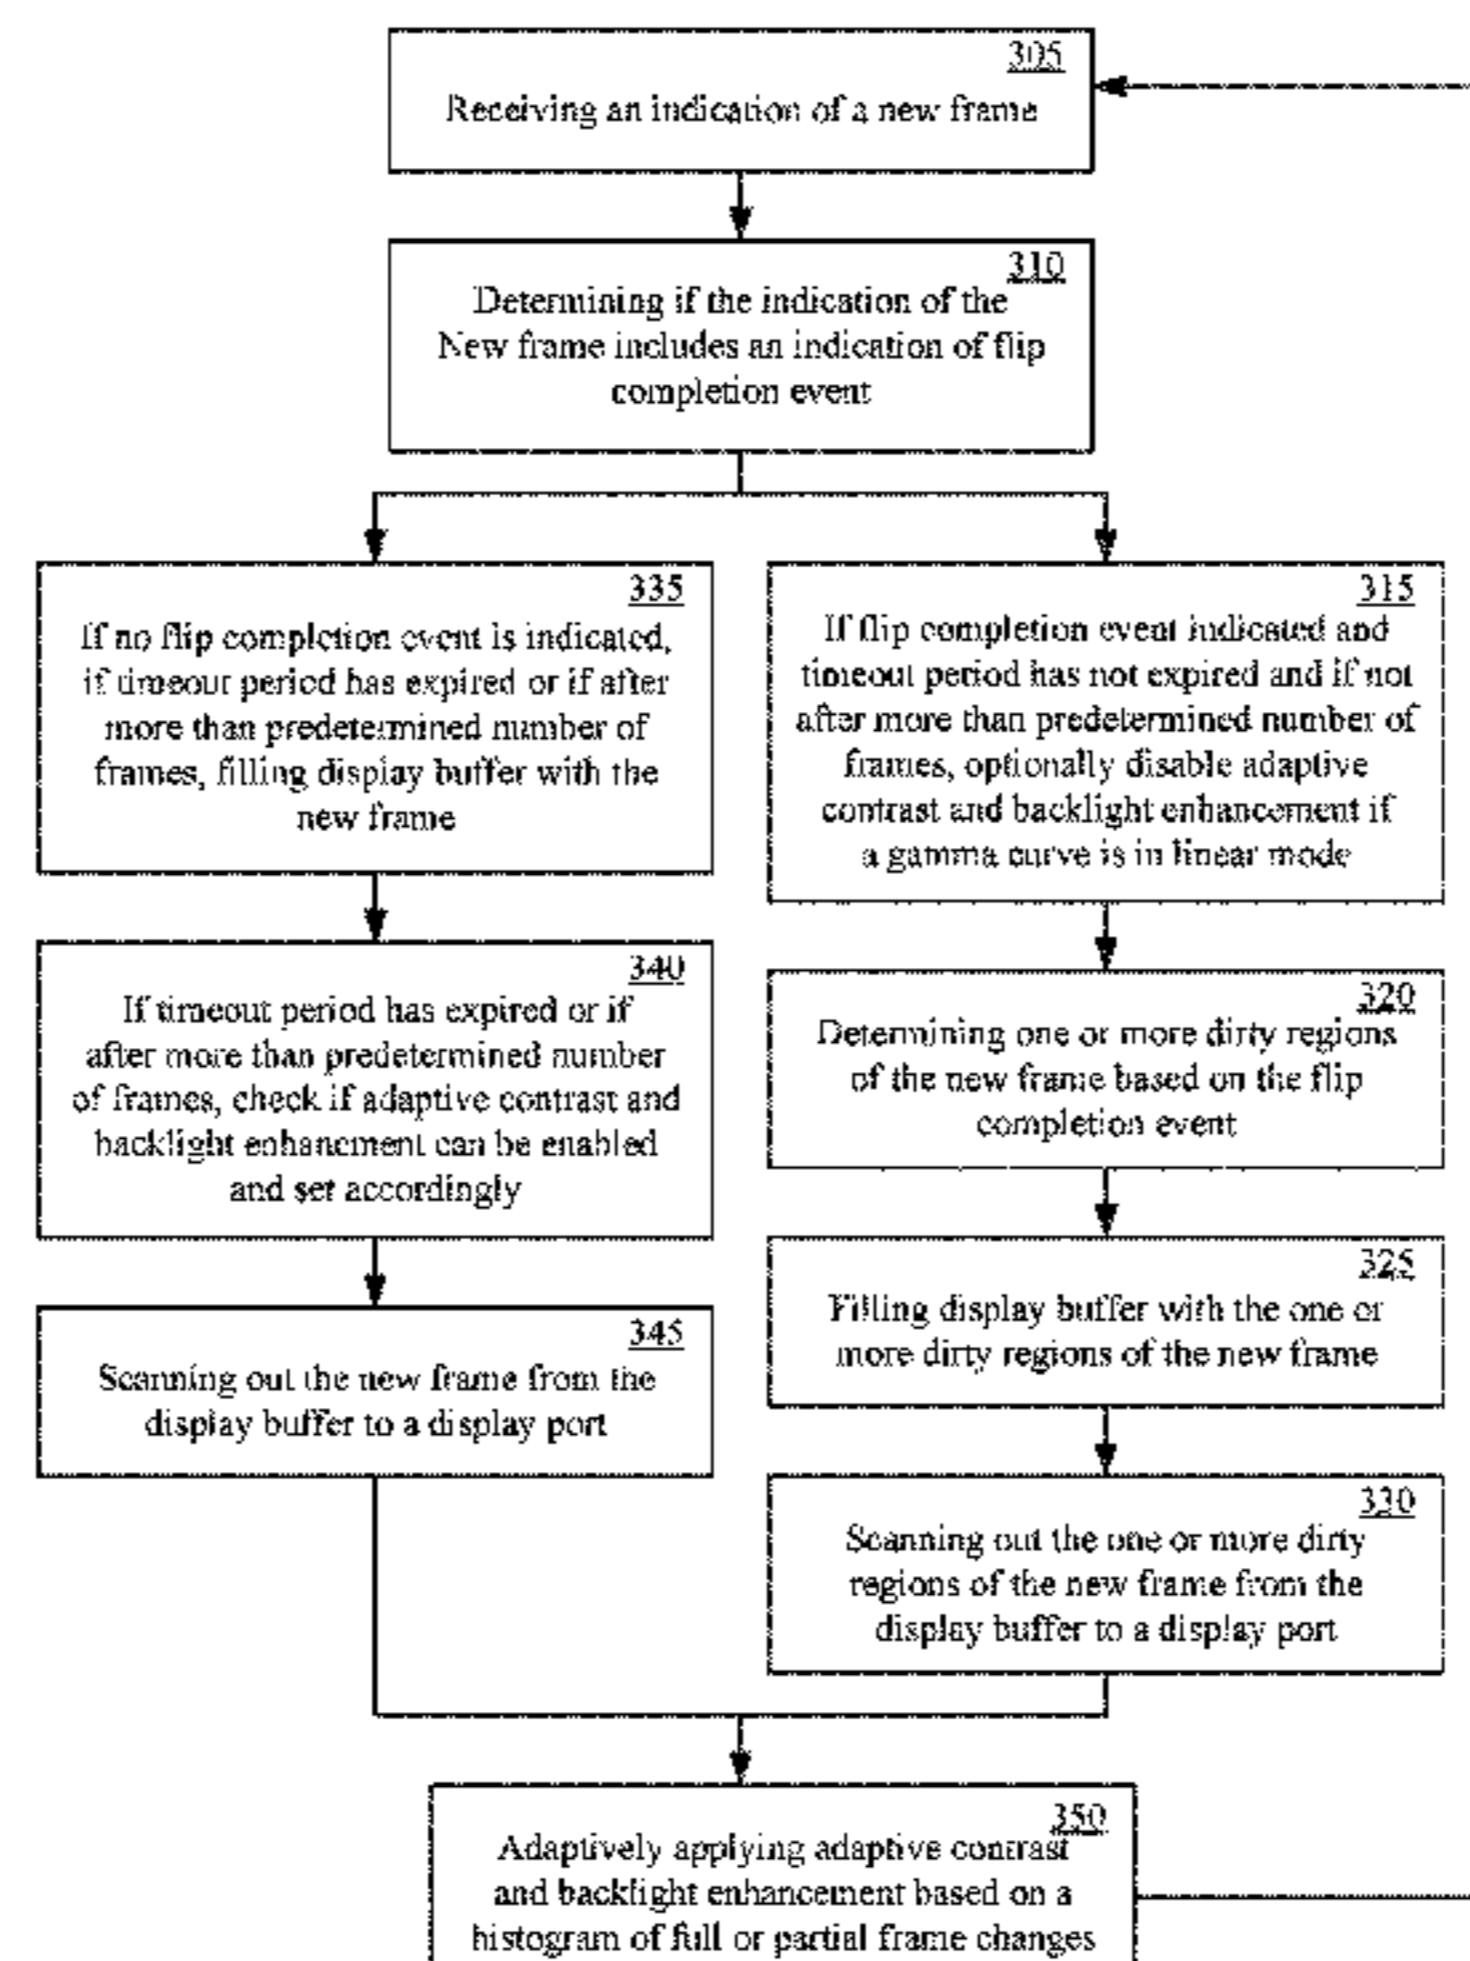 305
Receiving an indication of a new frame
310
Determining if the indication of the
New frame includes an indication of flip
completion event
335
If no flip completion event is indicated,
if timeout period has expired or if after
more than predetermined number of
frames, filling display buffer with the
new frame
340
If timeout period has expired or if
after more than predetermined number
of frames, check if adaptive contrast and
backlight enhancment can be enabled
and set accordingly
345
Scanning out the new frame from the
display buffer to a display port
315
If flip completion event indicated and
timeout period has not expired and if not
after more than predetermined number of
frames, optionally disable adaptive
contrast and backlight enhancement if
a gamma curve is in linear mode
320
Determining one or more dirty regions
of the new frame based on the flip
completion event
325
Filling display buffer with the one or
more dirty regions of the new frame
330
Scanning out the one or more dirty
regions of the new frame from the
display buffer to a display port
350
Adaptively applying adaptive contrast
and backlight enhancement based on a
histogram of full or partial frame changes